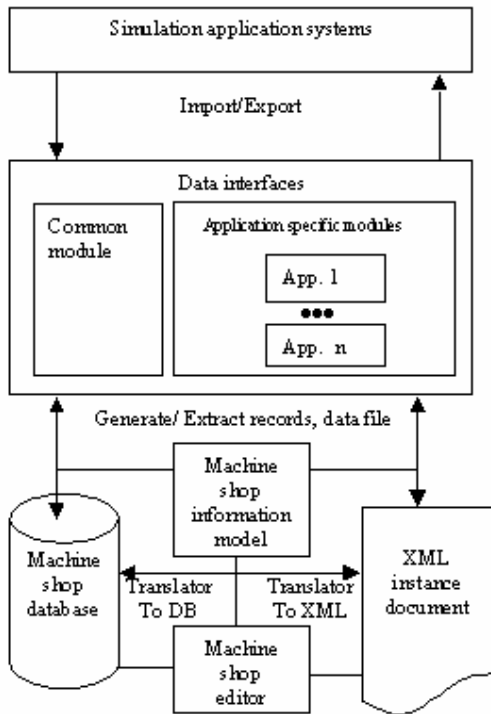 Simulation application systems
Import/Export
Data interfaces
Common
module
Application specific modules
App. 1
•••
App. n
Generate/ Extract records, data file
Machine
shop
information
model
Machine
shop
database
Translator
To DB
Translator
To XML
XML
instance
document
Machine
shop
editor